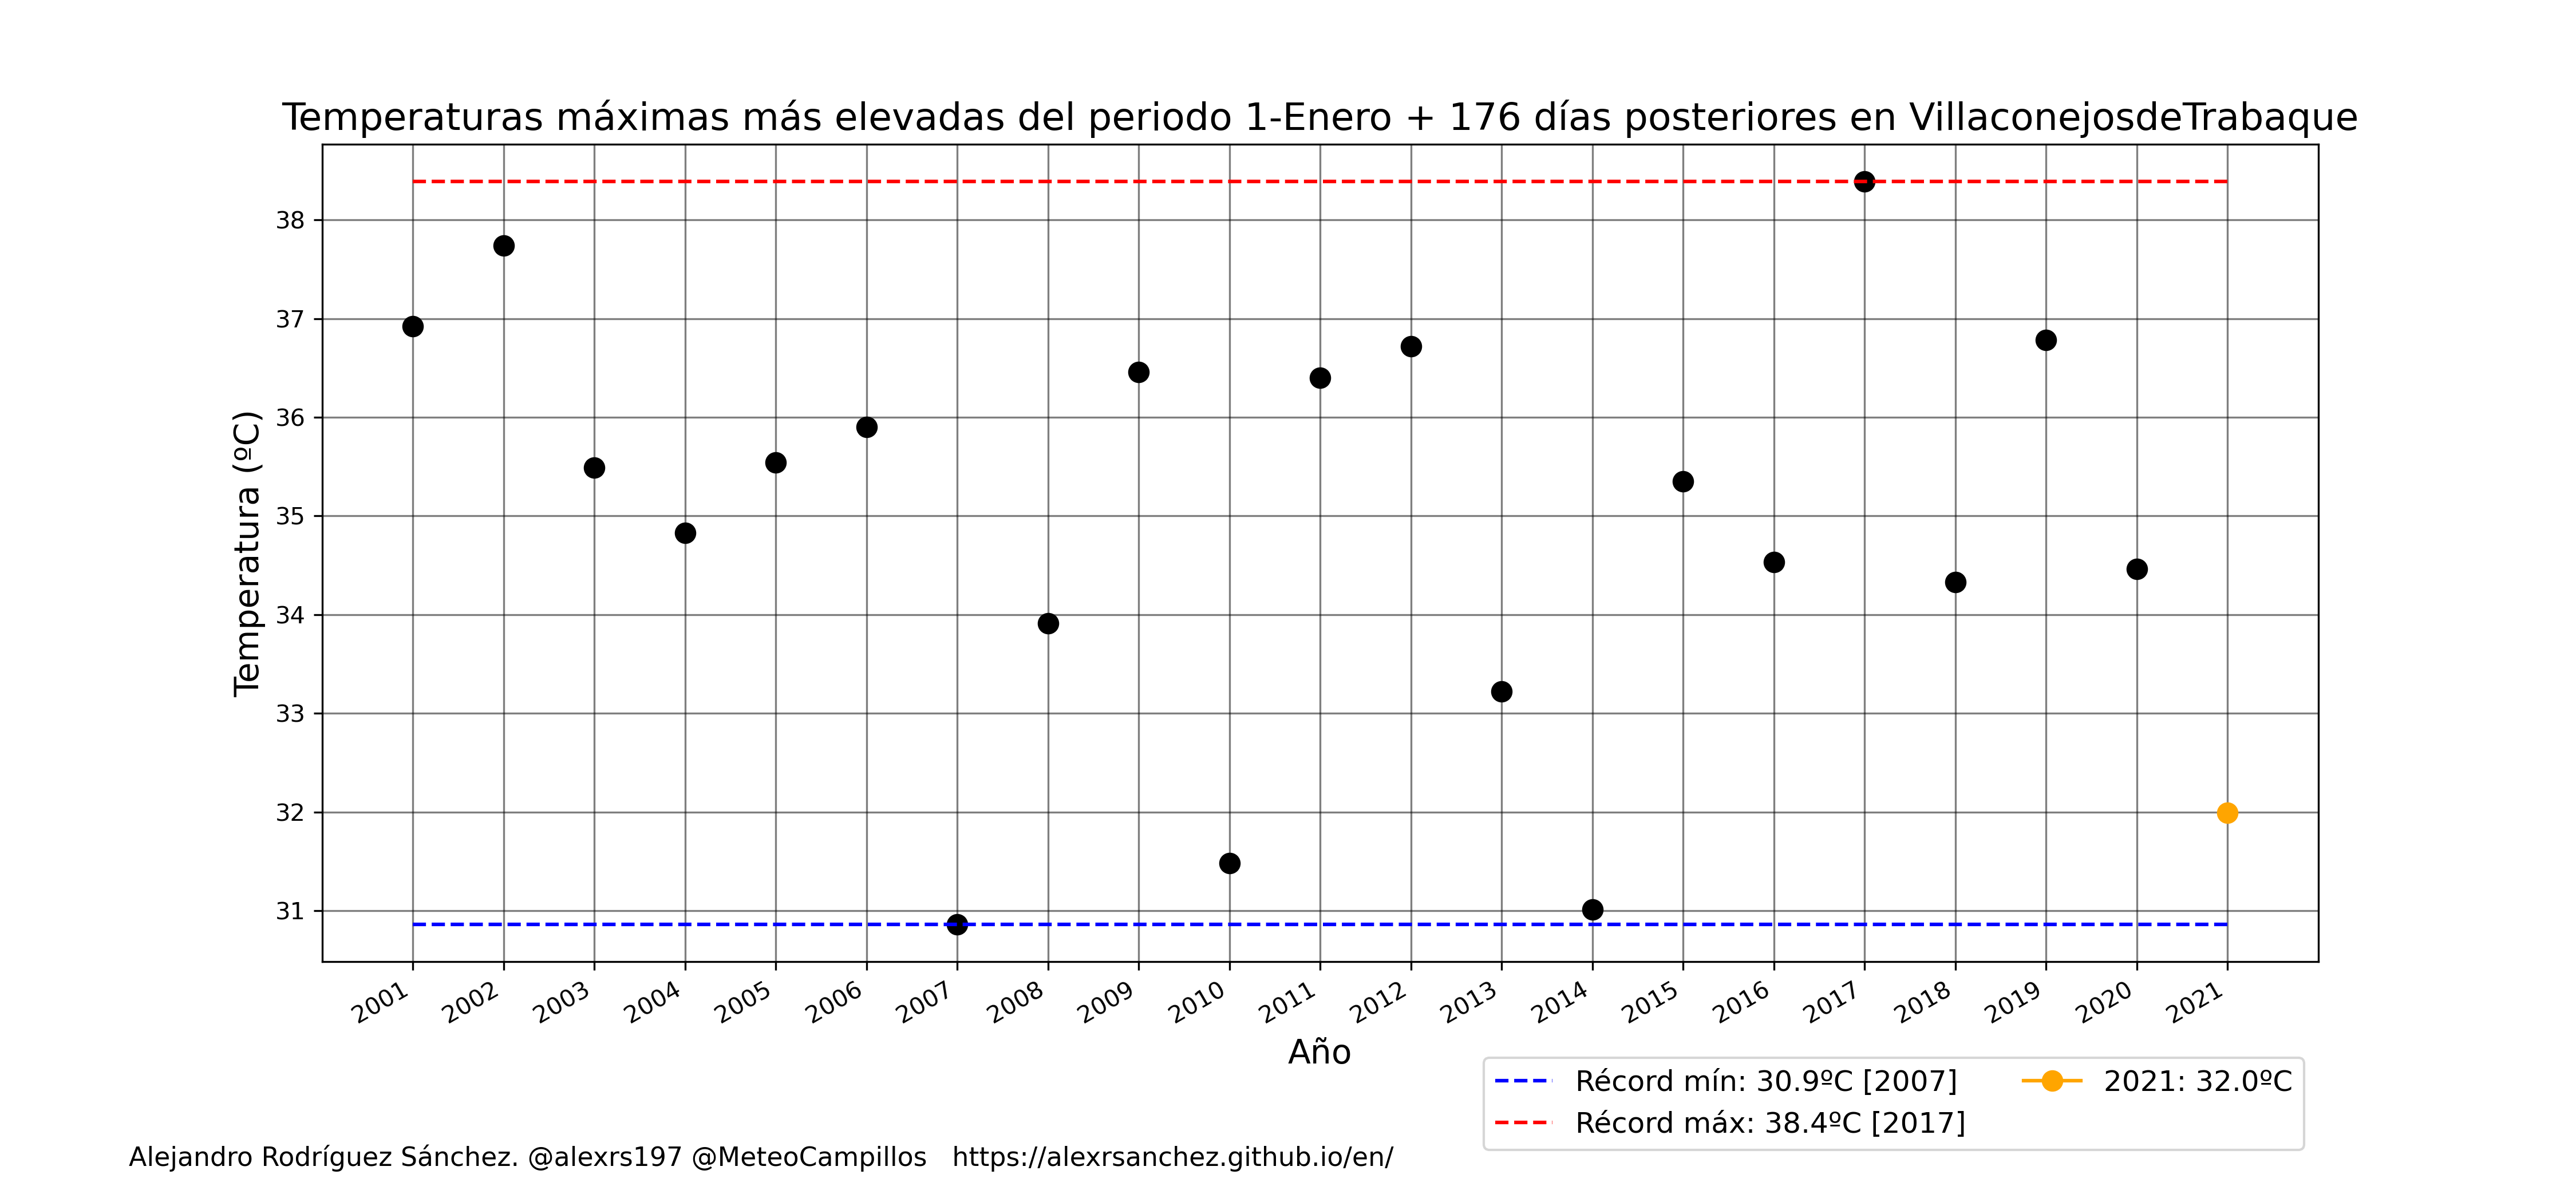 Temperaturas máximas más elevadas del periodo 1-Enero + 176 días posteriores en VillaconejosdeTrabaque
Temperatura (ºC)
38
37
36
35
34
33
32
31
2001 2002 2003 2004 2005 2006 2007 2008 2009 2010 2011 2012 2013 2014 2015 2016 2017 2018 2019 2020 2021
Año
Récord mín: 30.9ºC [2007]
Récord máx: 38.4ºC [2017]
2021: 32.0ºC
Alejandro Rodríguez Sánchez. @alexrs197 @MeteoCampillos https://alexrsanchez.github.io/en/